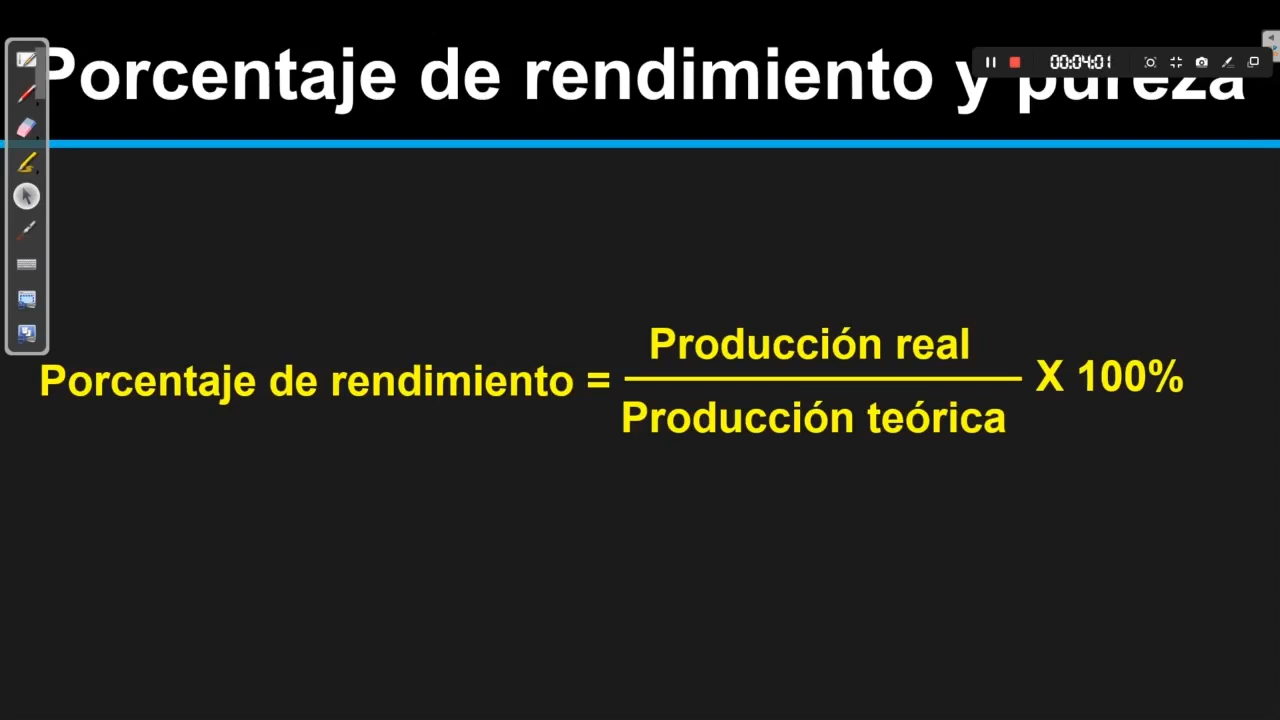 Porcentaje de rendimiento y pureza
00:04:01
Producción real
Porcentaje de rendimiento = X 100%
Producción teórica